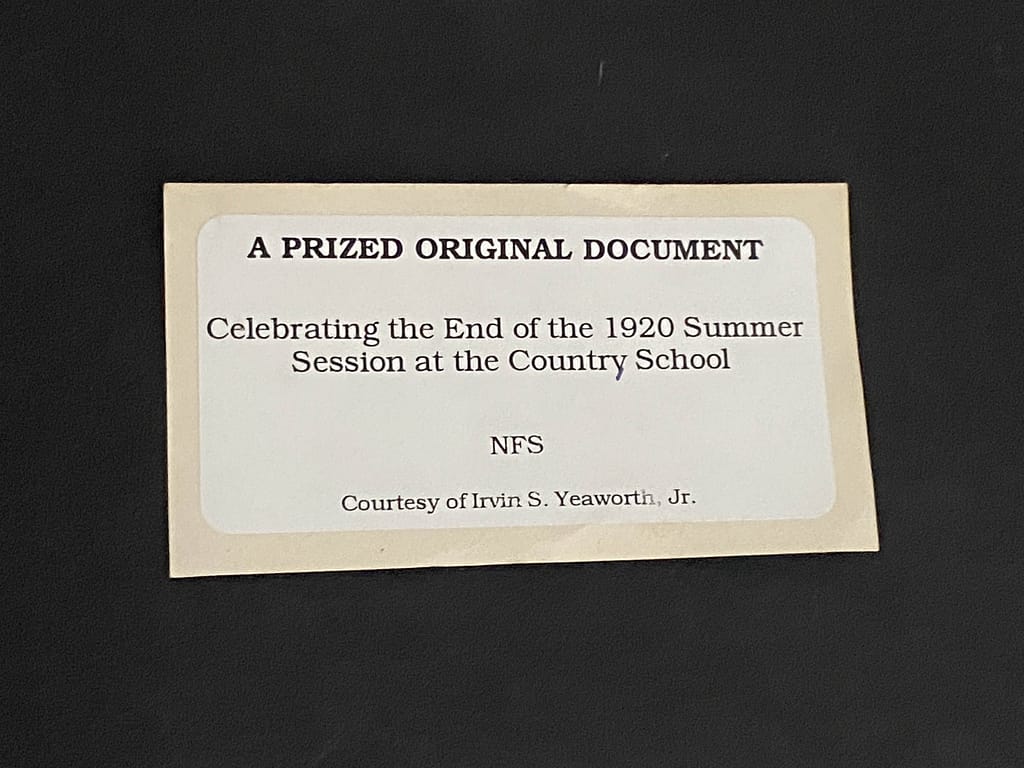 A PRIZED ORIGINAL DOCUMENT
Celebrating the End of the 1920 Summer
Session at the Country School
NFS
Courtesy of Irvin S. Yeaworth, Jr.